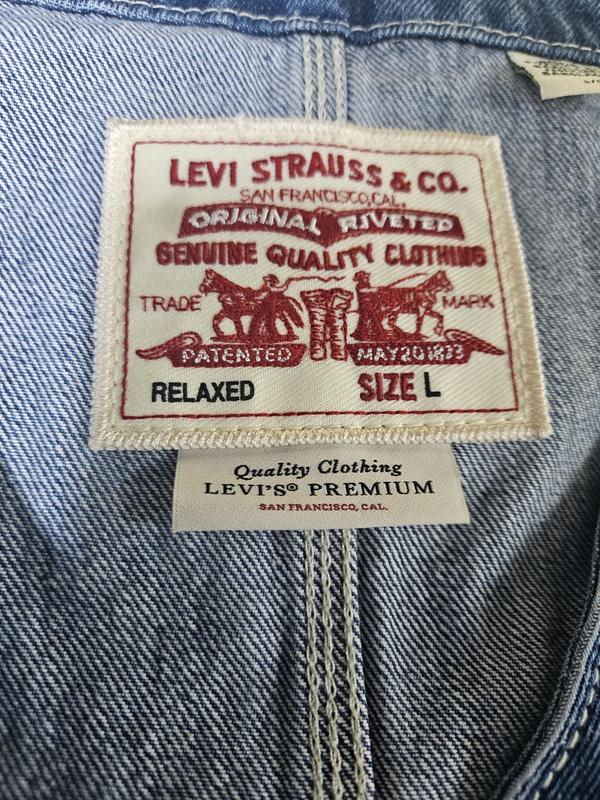 LEVI STRAUSS & CO.
SAN FRANCISCO, CAL.
ORIGINAL RIVETED
GENUINE QUALITY CLOTHING
TRADE MARK
PATENTED MAY 20 1873
RELAXED SIZE L
Quality Clothing
LEVI'S® PREMIUM
SAN FRANCISCO, CAL.